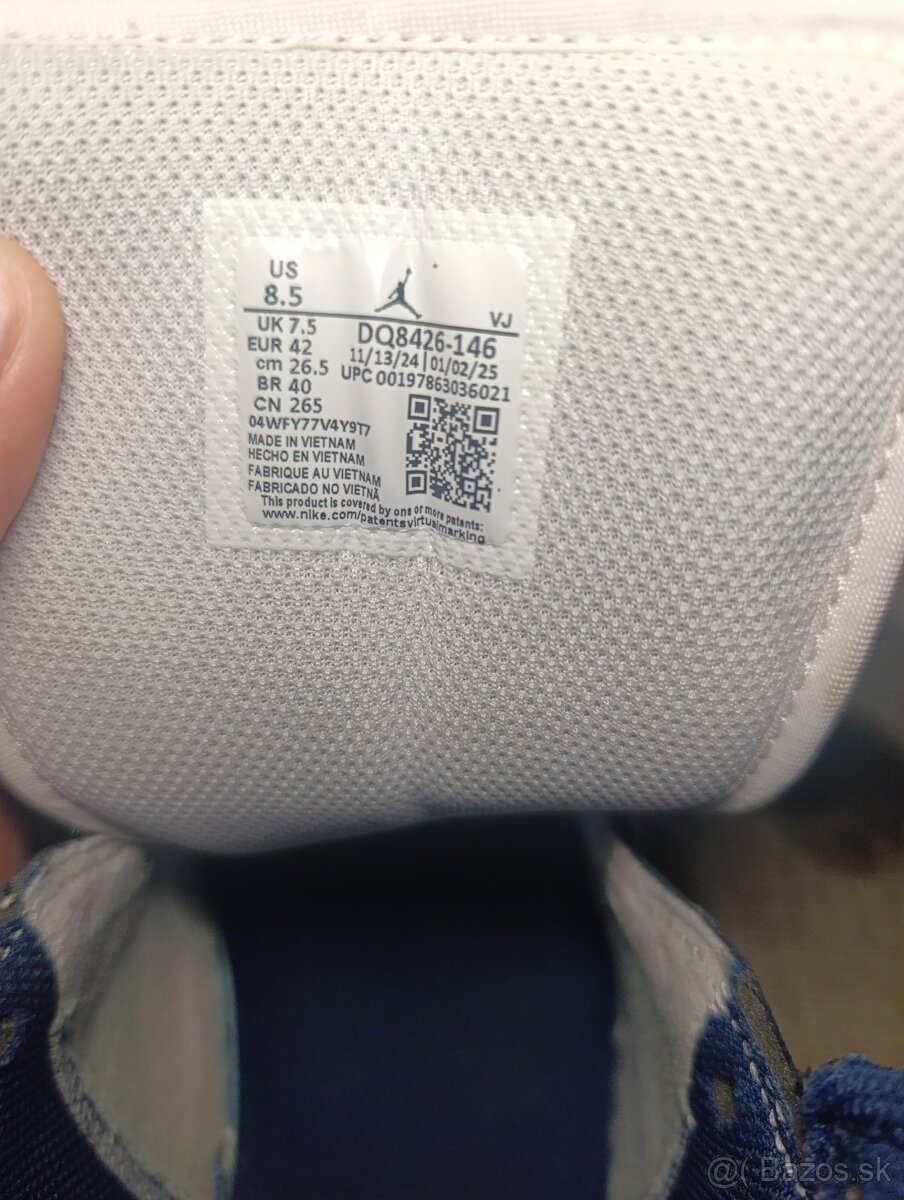 US
8.5
VJ
UK 7.5
EUR 42
cm 26.5
BR 40
CN 265
DQ8426-146
11/13/24 | 01/02/25
UPC 00197863036021
04WFY77V4Y9T7
MADE IN VIETNAM
HECHO EN VIETNAM
FABRIQUE AU VIETNAM
FABRICADO NO VIETNÃ
This product is covered by one or more patents:
www.nike.com/patentsvirtualmarking
@( Bazos.sk